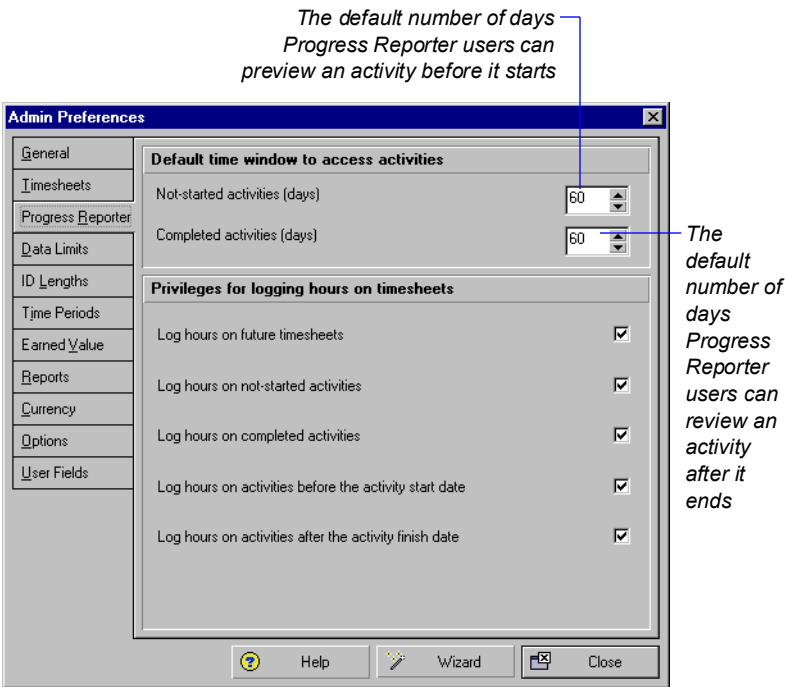 The default number of days
Progress Reporter users can
preview an activity before it starts
Admin Preferences
General
Timesheets
Progress Reporter
Data Limits
ID Lengths
Time Periods
Earned Value
Reports
Currency
Options
User Fields
Default time window to access activities
Not-started activities (days)
60
Completed activities (days)
60
Privileges for logging hours on timesheets
Log hours on future timesheets
Log hours on not-started activities
Log hours on completed activities
Log hours on activities before the activity start date
Log hours on activities after the activity finish date
Help
Wizard
Close
The
default
number of
days
Progress
Reporter
users can
review an
activity
after it
ends